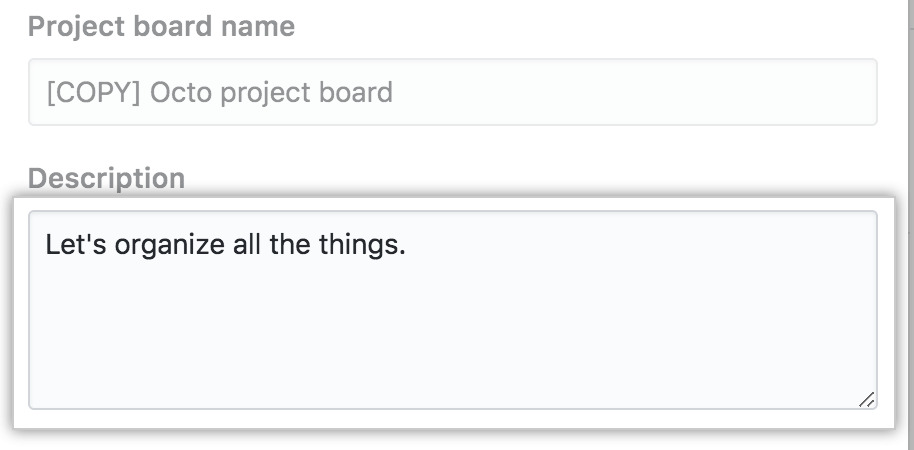 Project board name
[COPY] Octo project board
Description
Let's organize all the things.